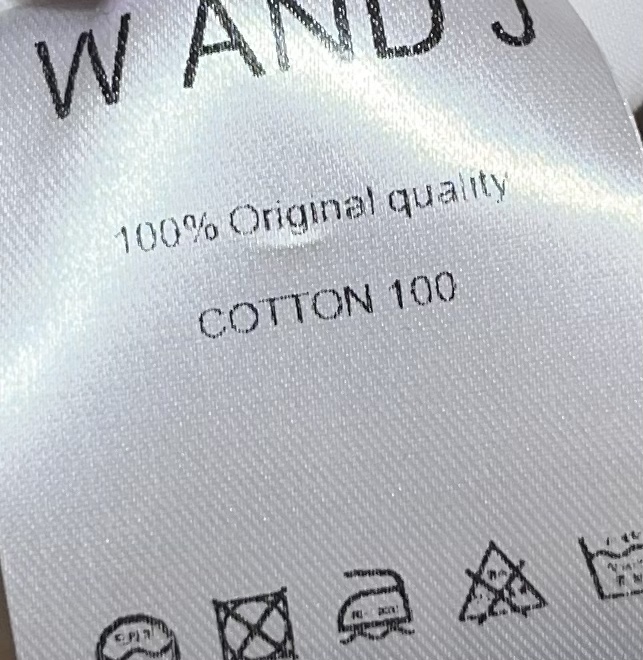 W AND J
100% Original quality
COTTON 100